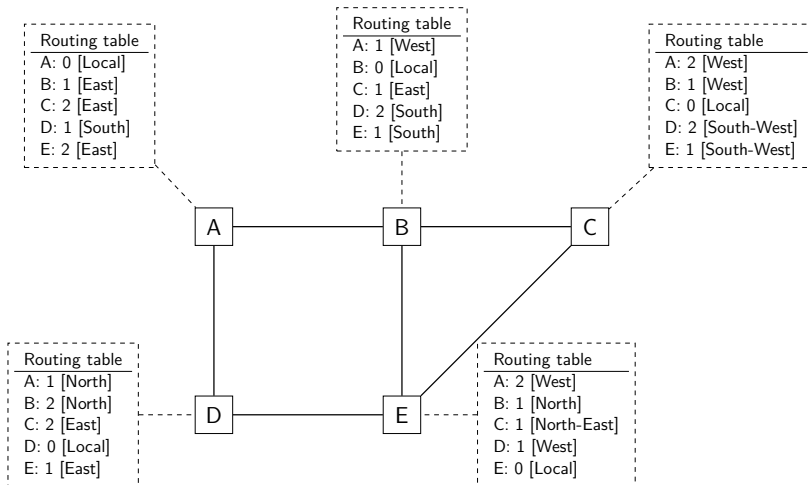 Routing table
A: 0 [Local]
B: 1 [East]
C: 2 [East]
D: 1 [South]
E: 2 [East]
Routing table
A: 1 [West]
B: 0 [Local]
C: 1 [East]
D: 2 [South]
E: 1 [South]
Routing table
A: 2 [West]
B: 1 [West]
C: 0 [Local]
D: 2 [South-West]
E: 1 [South-West]
A
B
C
Routing table
A: 1 [North]
B: 2 [North]
C: 2 [East]
D: 0 [Local]
E: 1 [East]
D
E
Routing table
A: 2 [West]
B: 1 [North]
C: 1 [North-East]
D: 1 [West]
E: 0 [Local]